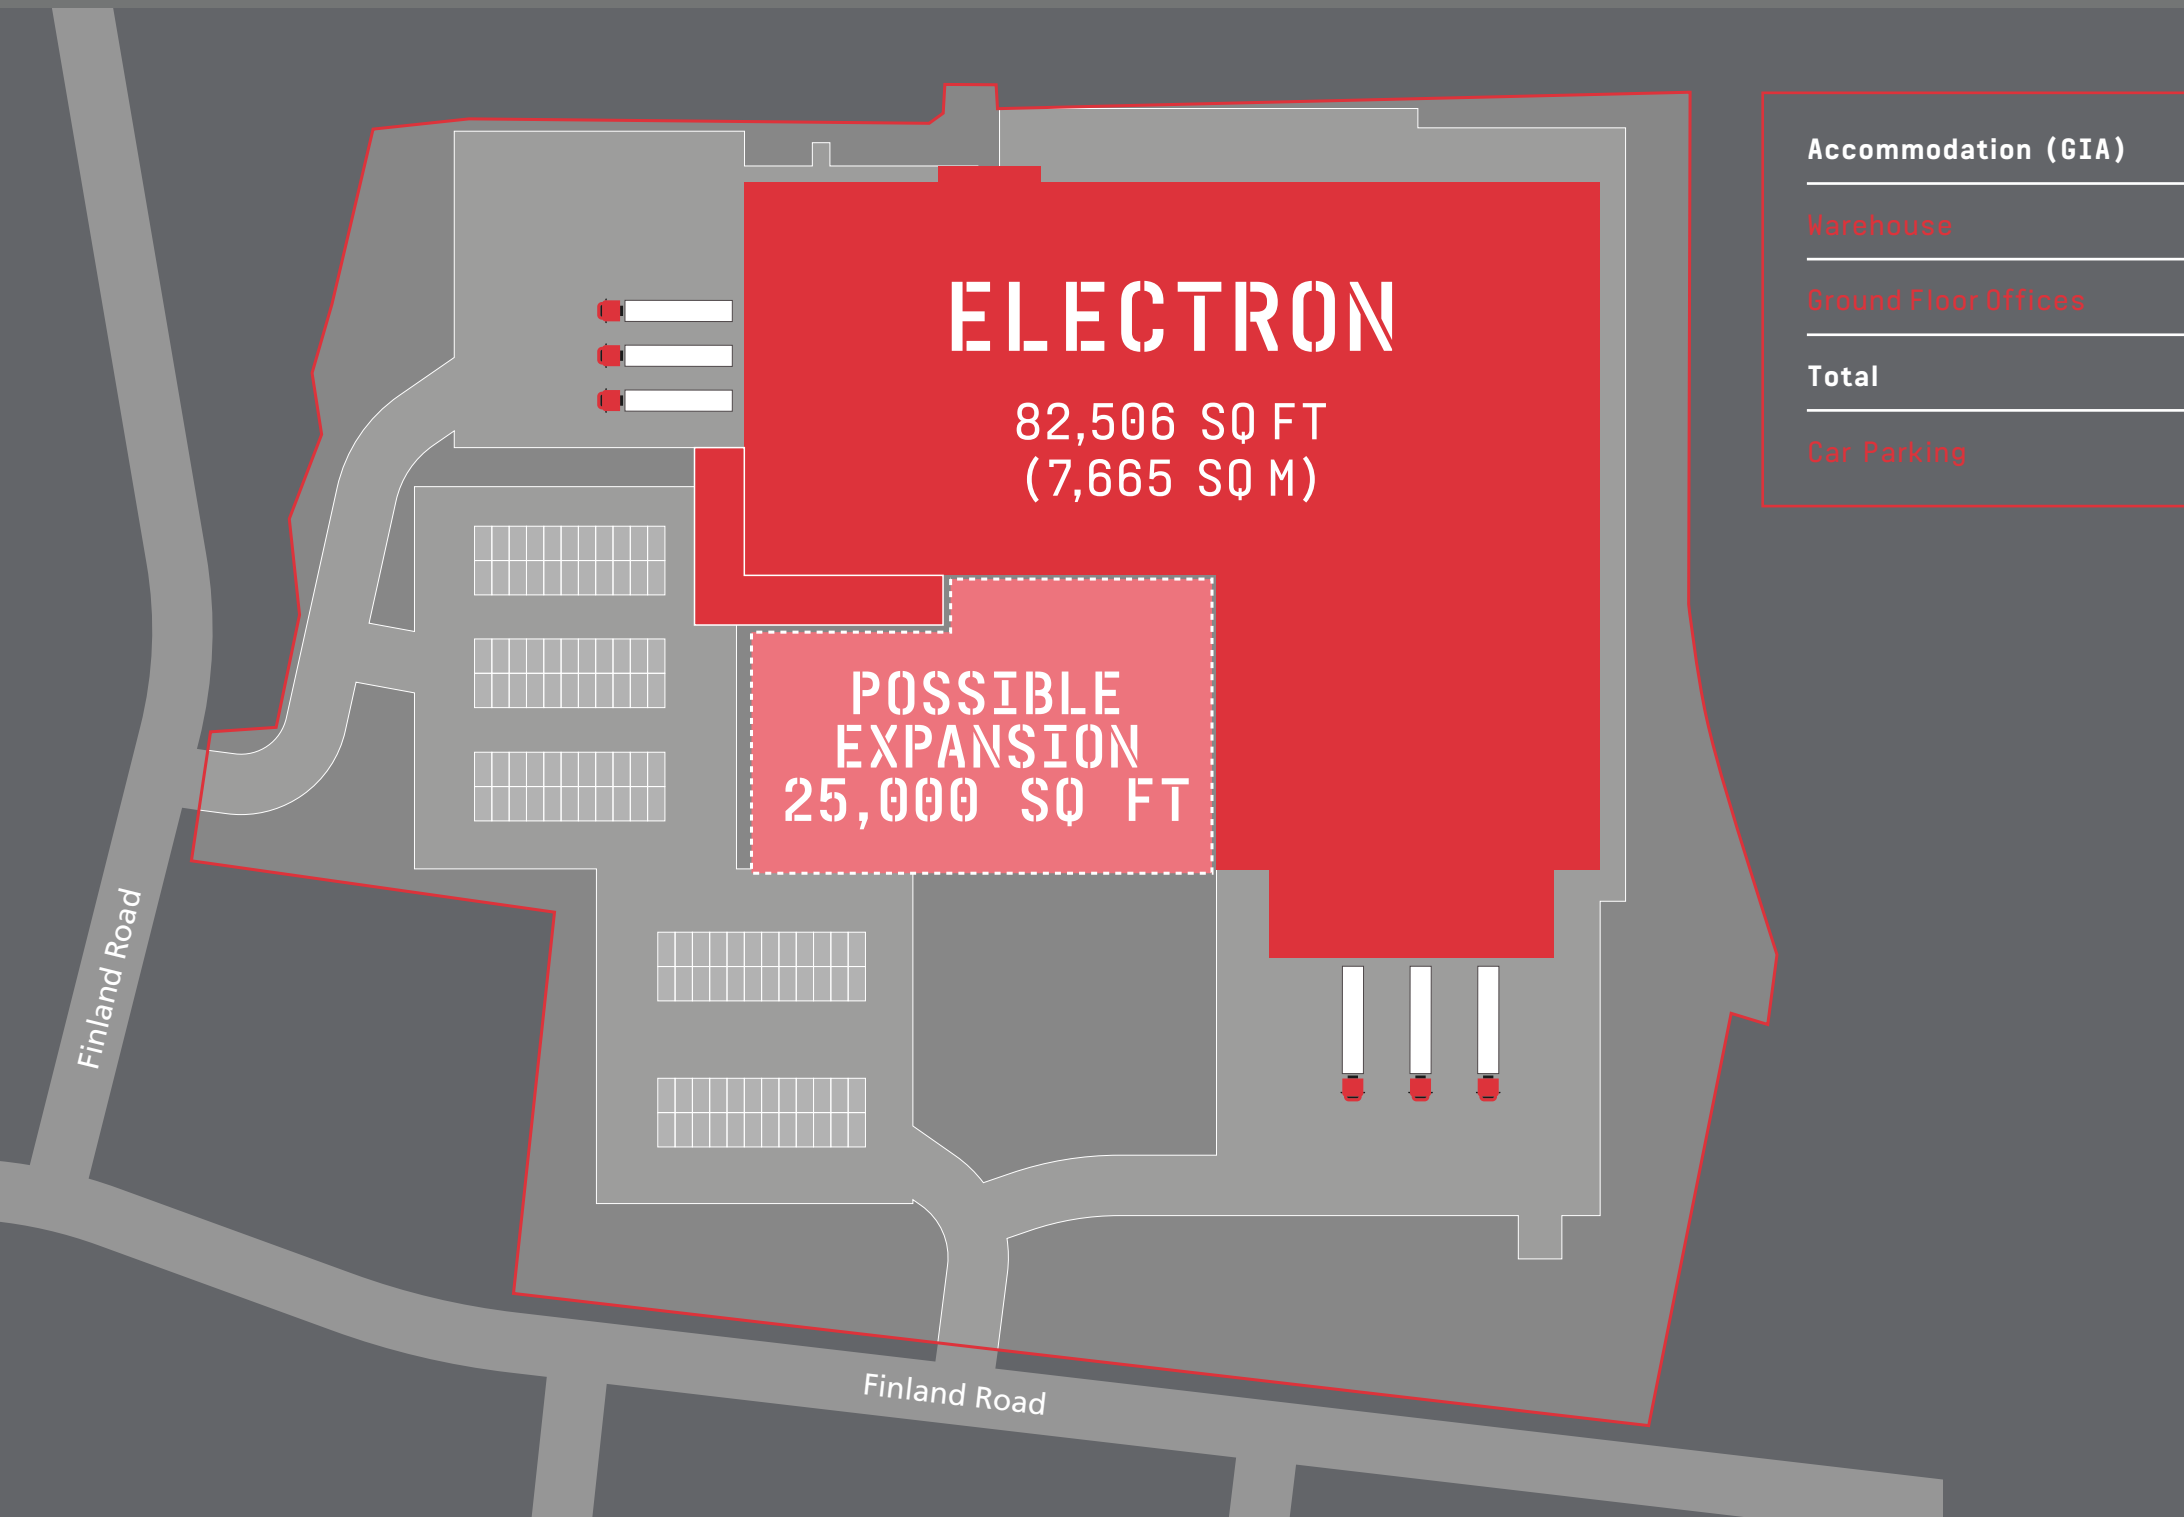 ELECTRON
82,506 SQ FT
(7,665 SQ M)
POSSIBLE
EXPANSION
25,000 SQ FT
Finland Road
Finland Road
Accommodation (GIA)
Warehouse
Ground Floor Offices
Total
Car Parking